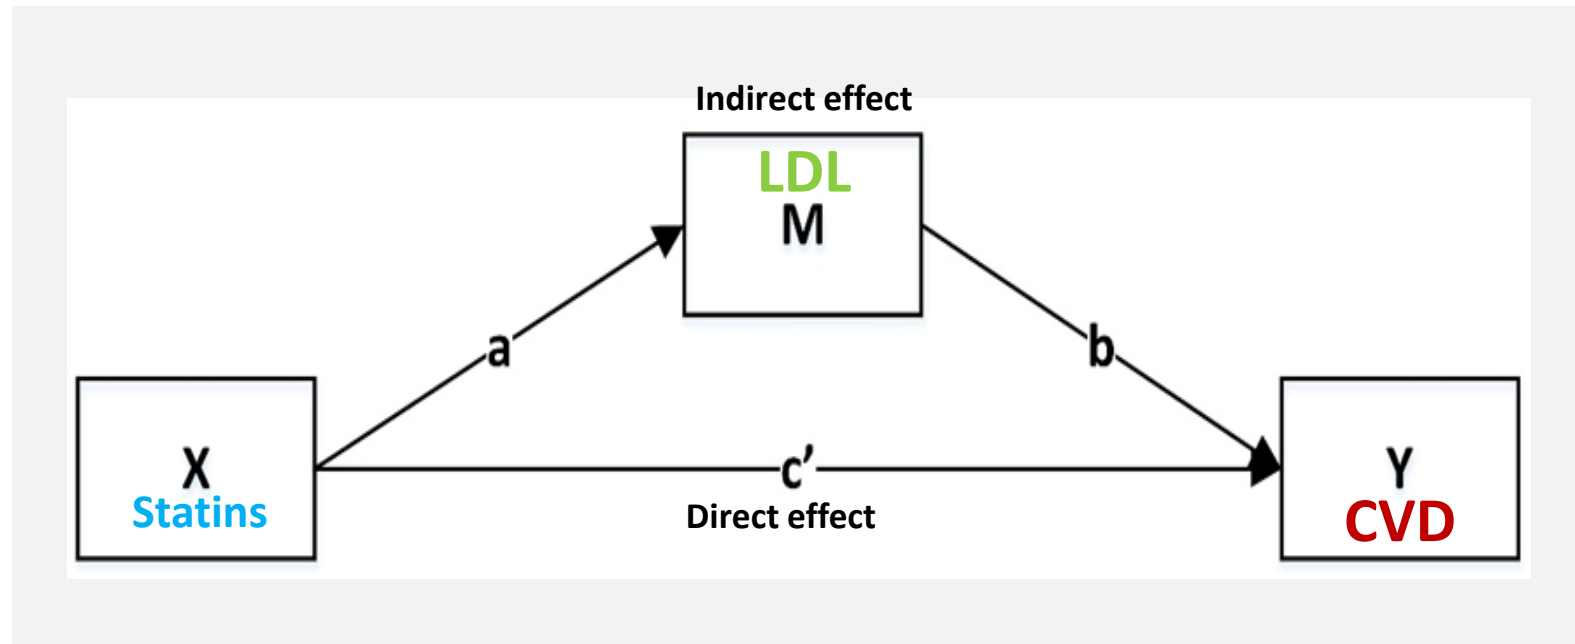 Indirect effect
LDL
M
a
b
X
Statins
c’
Direct effect
Y
CVD